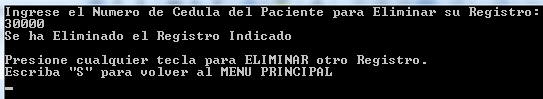 Ingrese el Numero de Cedula del Paciente para Eliminar su Registro:
30000
Se ha Eliminado el Registro Indicado
Presione cualquier tecla para ELIMINAR otro Registro.
Escriba "S" para volver al MENU PRINCIPAL